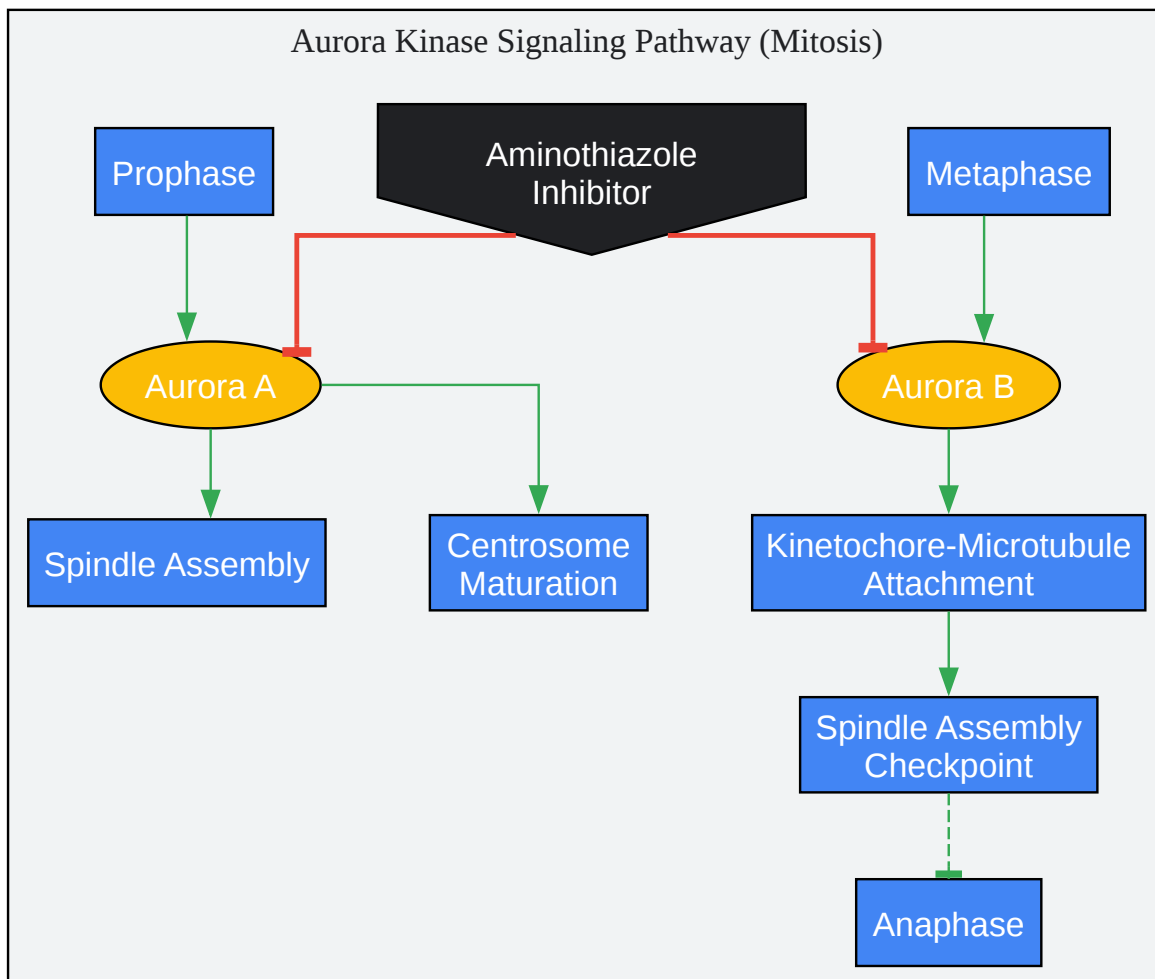 Aurora Kinase Signaling Pathway (Mitosis)
Prophase
Aminothiazole
Inhibitor
Metaphase
Aurora A
Aurora B
Spindle Assembly
Centrosome
Maturation
Kinetochore-Microtubule
Attachment
Spindle Assembly
Checkpoint
Anaphase